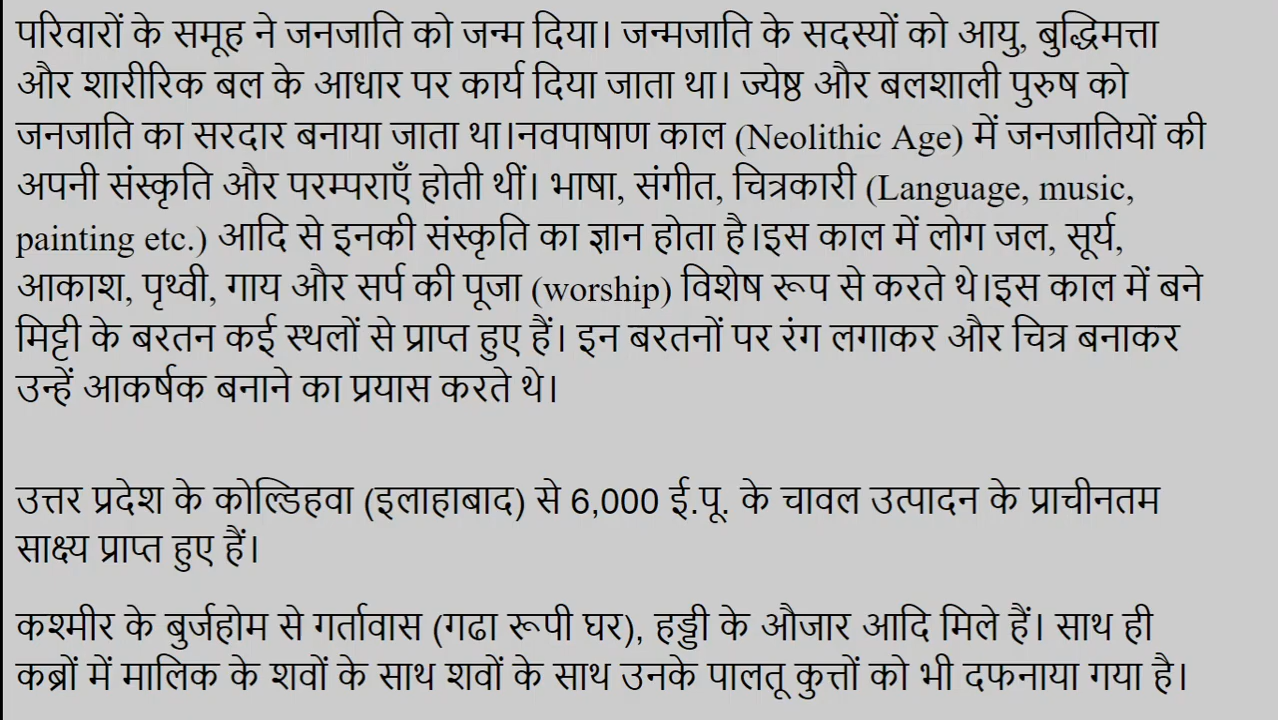 परिवारों के समूह ने जनजाति को जन्म दिया। जन्मजाति के सदस्यों को आयु, बुद्धिमत्ता
और शारीरिक बल के आधार पर कार्य दिया जाता था। ज्येष्ठ और बलशाली पुरुष को
जनजाति का सरदार बनाया जाता था।नवपाषाण काल (Neolithic Age) में जनजातियों की
अपनी संस्कृति और परम्पराएँ होती थीं। भाषा, संगीत, चित्रकारी (Language, music,
painting etc.) आदि से इनकी संस्कृति का ज्ञान होता है।इस काल में लोग जल, सूर्य,
आकाश, पृथ्वी, गाय और सर्प की पूजा (worship) विशेष रूप से करते थे।इस काल में बने
मिट्टी के बरतन कई स्थलों से प्राप्त हुए हैं। इन बरतनों पर रंग लगाकर और चित्र बनाकर
उन्हें आकर्षक बनाने का प्रयास करते थे।
उत्तर प्रदेश के कोल्डिहवा (इलाहाबाद) से 6,000 ई.पू. के चावल उत्पादन के प्राचीनतम
साक्ष्य प्राप्त हुए हैं।
कश्मीर के बुर्जहोम से गर्तावास (गढा रूपी घर), हड्डी के औजार आदि मिले हैं। साथ ही
कब्रों में मालिक के शवों के साथ शवों के साथ उनके पालतू कुत्तों को भी दफनाया गया है।